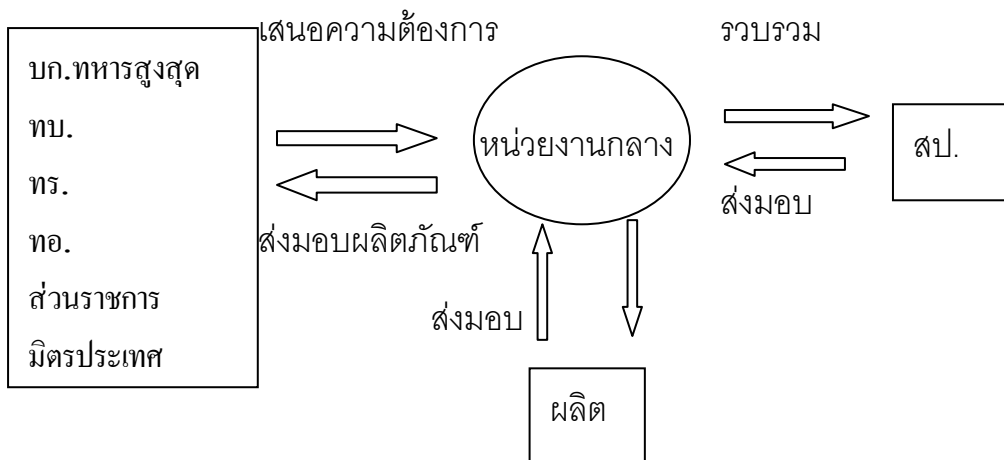 เสนอความต้องการ
รวบรวม
บก.ทหารสูงสุด
ทบ.
ทร.
ทอ.
ส่วนราชการ
มิตรประเทศ
หน่วยงานกลาง
สป.
ส่งมอบ
ส่งมอบผลิตภัณฑ์
ส่งมอบ
ผลิต